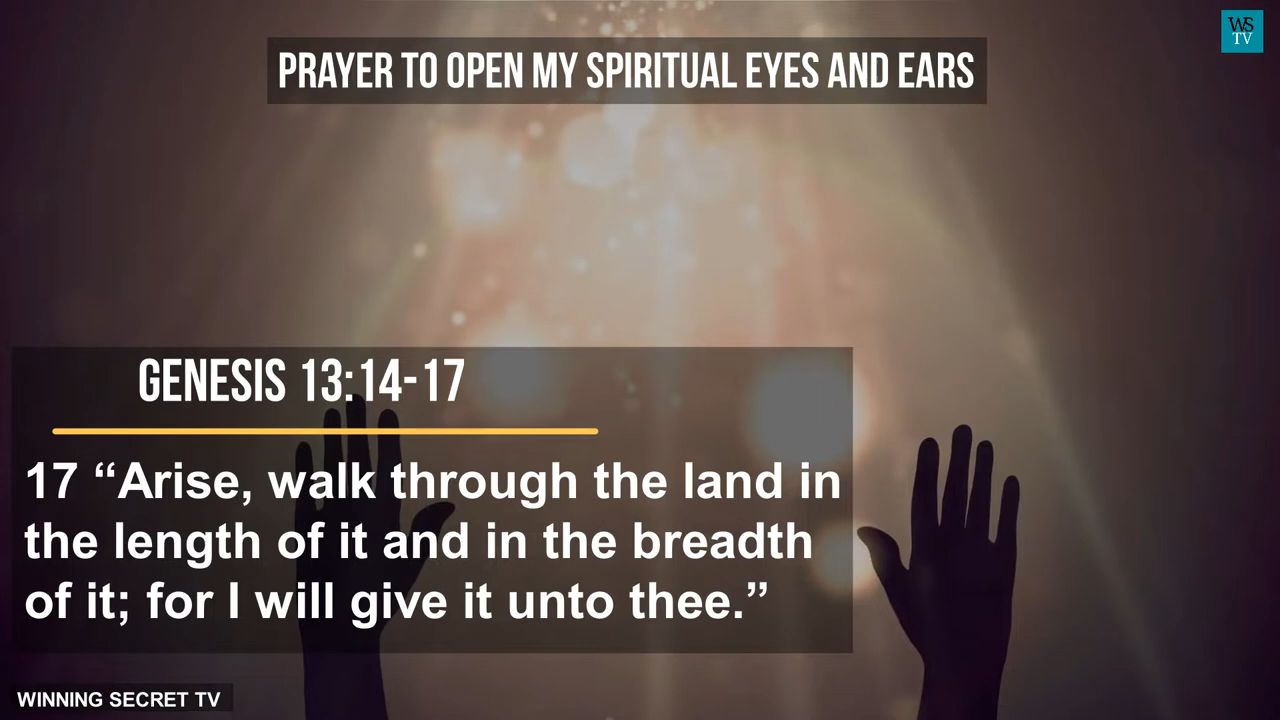 WS
TV
PRAYER TO OPEN MY SPIRITUAL EYES AND EARS
GENESIS 13:14-17
17 “Arise, walk through the land in
the length of it and in the breadth
of it; for I will give it unto thee.”
WINNING SECRET TV